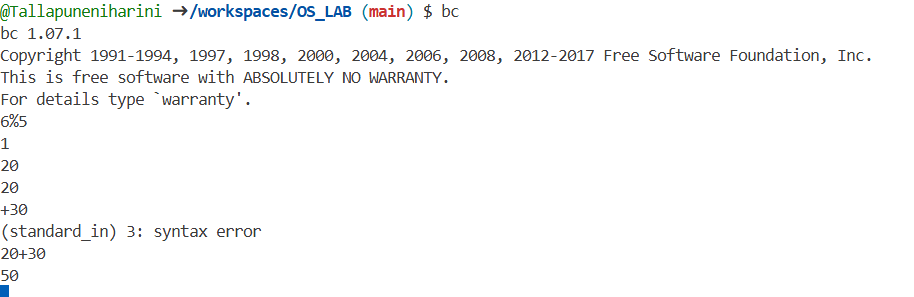 @Tallapuneniharini ➜/workspaces/OS_LAB (main) $ bc
bc 1.07.1
Copyright 1991-1994, 1997, 1998, 2000, 2004, 2006, 2008, 2012-2017 Free Software Foundation, Inc.
This is free software with ABSOLUTELY NO WARRANTY.
For details type `warranty'.
6%5
1
20
20
+30
(standard_in) 3: syntax error
20+30
50